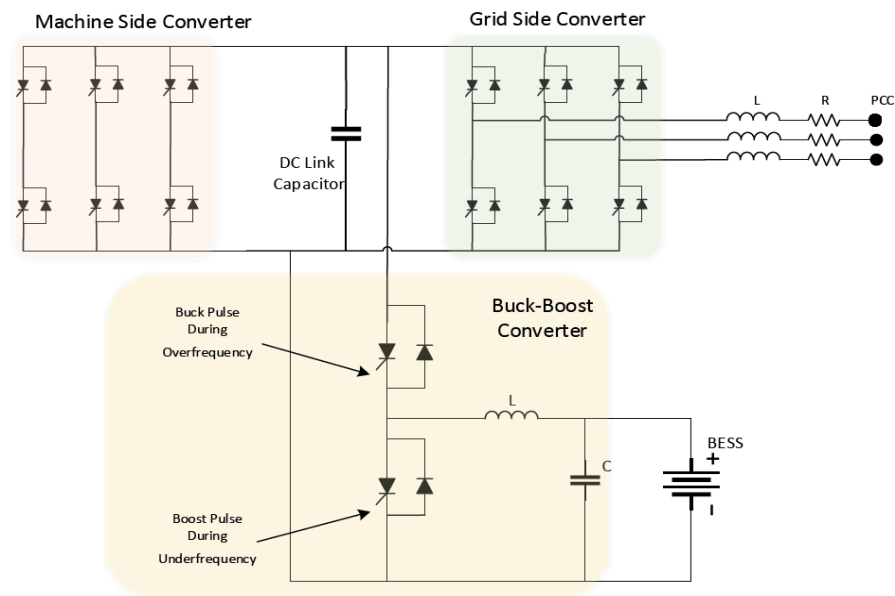 Machine Side Converter
Grid Side Converter
L
R
PCC
DC Link
Capacitor
Buck-Boost
Converter
Buck Pulse
During
Overfrequency
L
BESS
+
C
Boost Pulse
During
Underfrequency